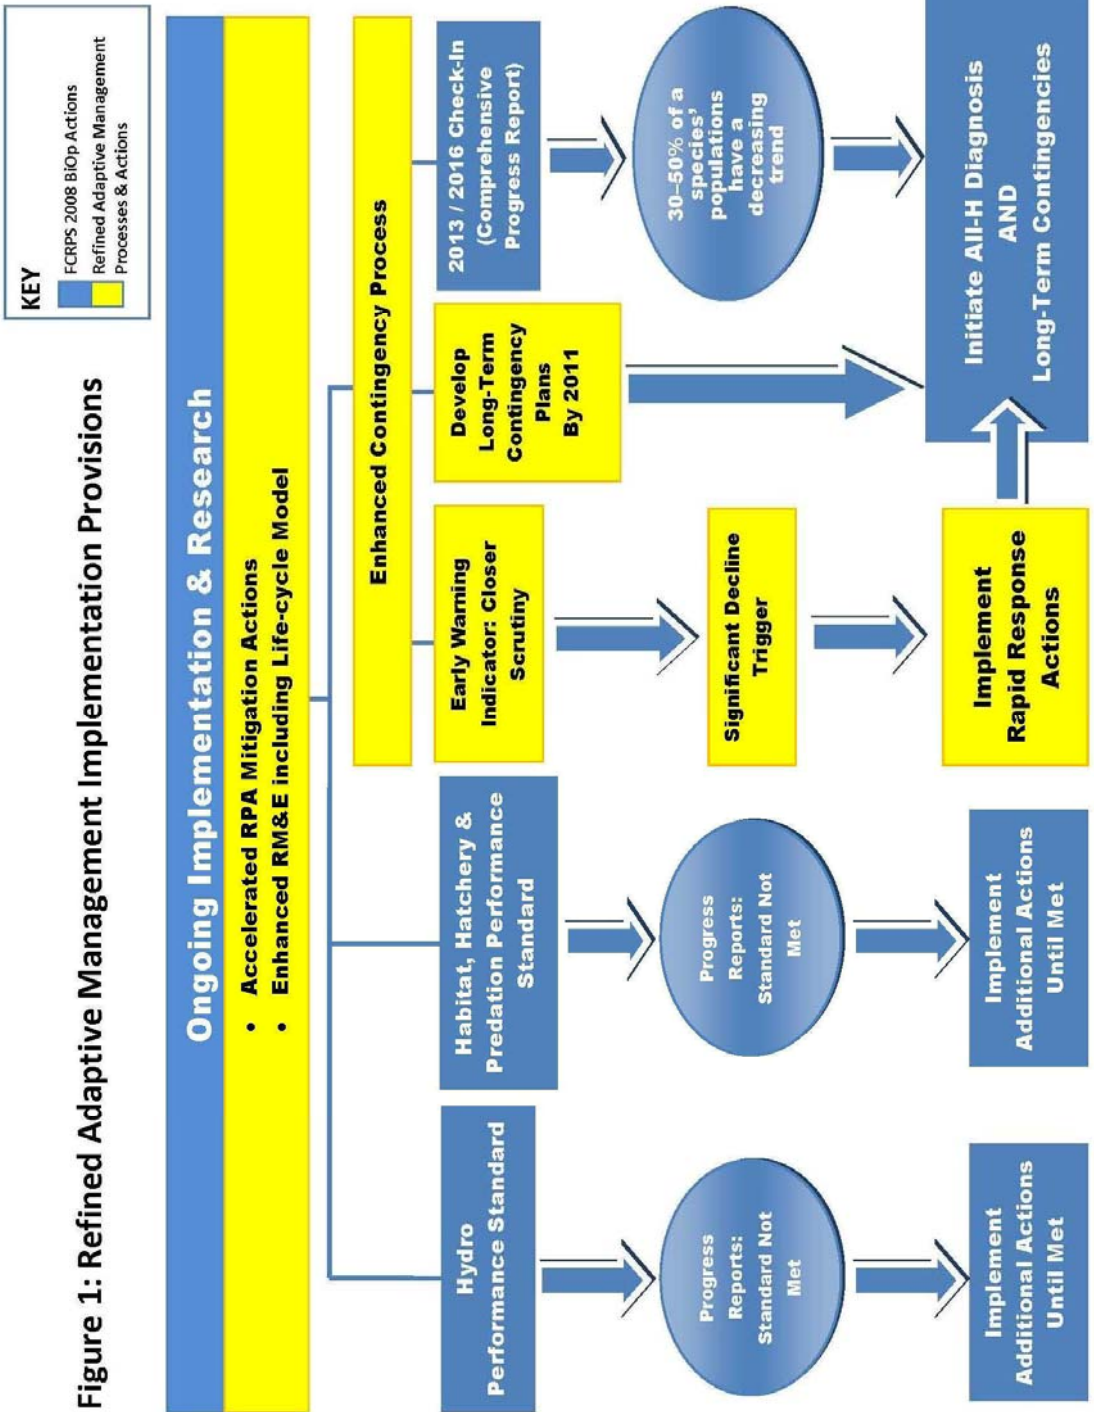 Figure 1: Refined Adaptive Management Implementation Provisions
KEY
FCRPS 2008 BiOp Actions
Refined Adaptive Management
Processes & Actions
Ongoing Implementation & Research
• Accelerated RPA Mitigation Actions
• Enhanced RM&E including Life-cycle Model
Enhanced Contingency Process
Hydro
Performance Standard
Habitat, Hatchery &
Predation Performance
Standard
Early Warning
Indicator: Closer
Scrutiny
Develop
Long-Term
Contingency
Plans
By 2011
2013 / 2016 Check-In
(Comprehensive
Progress Report)
Progress
Reports:
Standard Not
Met
Progress
Reports:
Standard Not
Met
Significant Decline
Trigger
30–50% of a
species’
populations
have a
decreasing
trend
Implement
Additional Actions
Until Met
Implement
Additional Actions
Until Met
Implement
Rapid Response
Actions
Initiate All-H Diagnosis
AND
Long-Term Contingencies